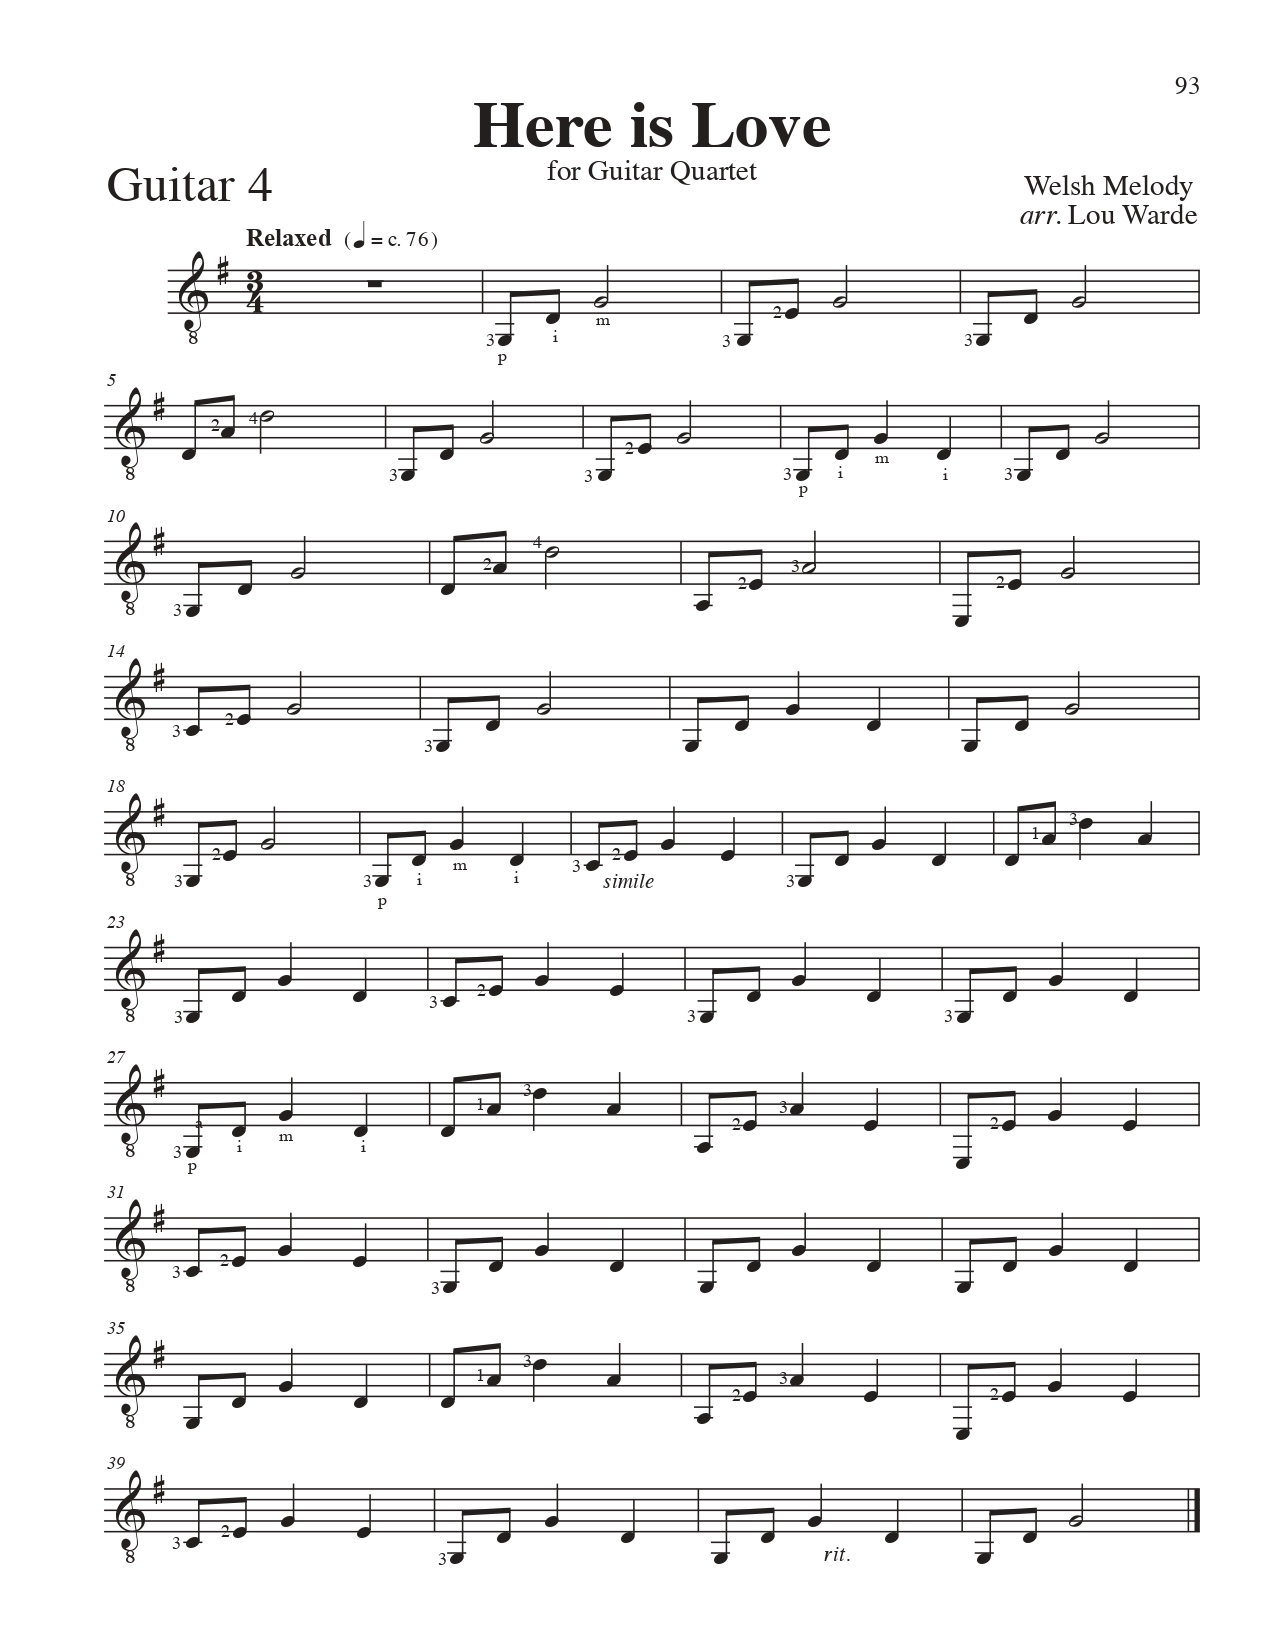 93
Here is Love
for Guitar Quartet
Guitar 4
Welsh Melody
arr. Lou Warde
Relaxed (♩ = c. 76)
3
4
8
3 2 3
p i m
5
8
2 4 3 3 2 3 3
p i m i
10
8
3 2 4 2 3 2
14
8
3 2 3
18
8
3 2 3 3 2 3 1 3
p i m i simile
23
8
3 3 2 3 3
27
8
3 1 3 2 3 2
a
p i m i
31
8
3 2 3
35
8
1 3 2 3 2
39
8
3 2 3
rit.